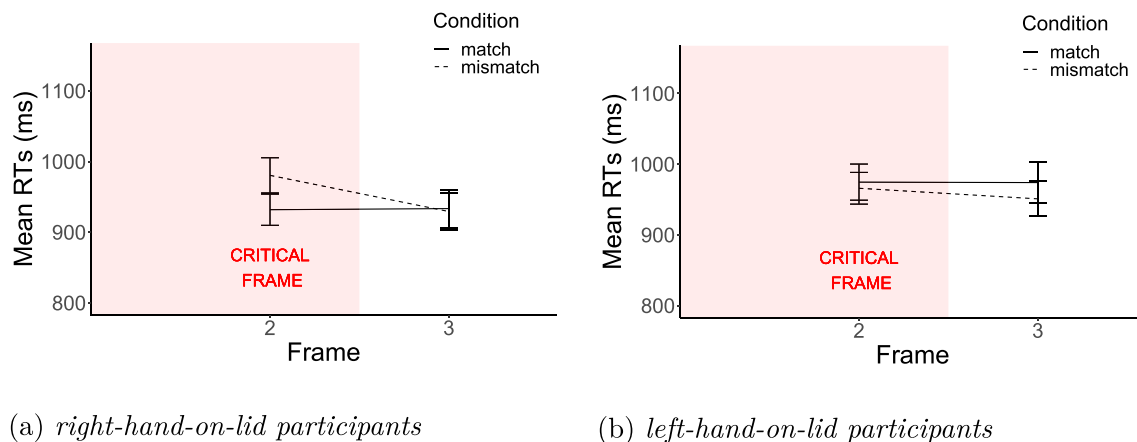 Condition
match
mismatch
1100
1000
900
800
Mean RTs (ms)
CRITICAL
FRAME
2
3
Frame
(a) right-hand-on-lid participants
Condition
match
mismatch
1100
1000
900
800
Mean RTs (ms)
CRITICAL
FRAME
2
3
Frame
(b) left-hand-on-lid participants